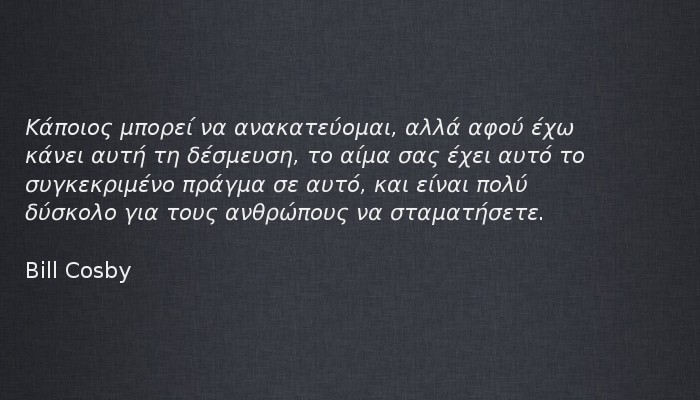 Κάποιος μπορεί να ανακατεύομαι, αλλά αφού έχω
κάνει αυτή τη δέσμευση, το αίμα σας έχει αυτό το
συγκεκριμένο πράγμα σε αυτό, και είναι πολύ
δύσκολο για τους ανθρώπους να σταματήσετε.
Bill Cosby